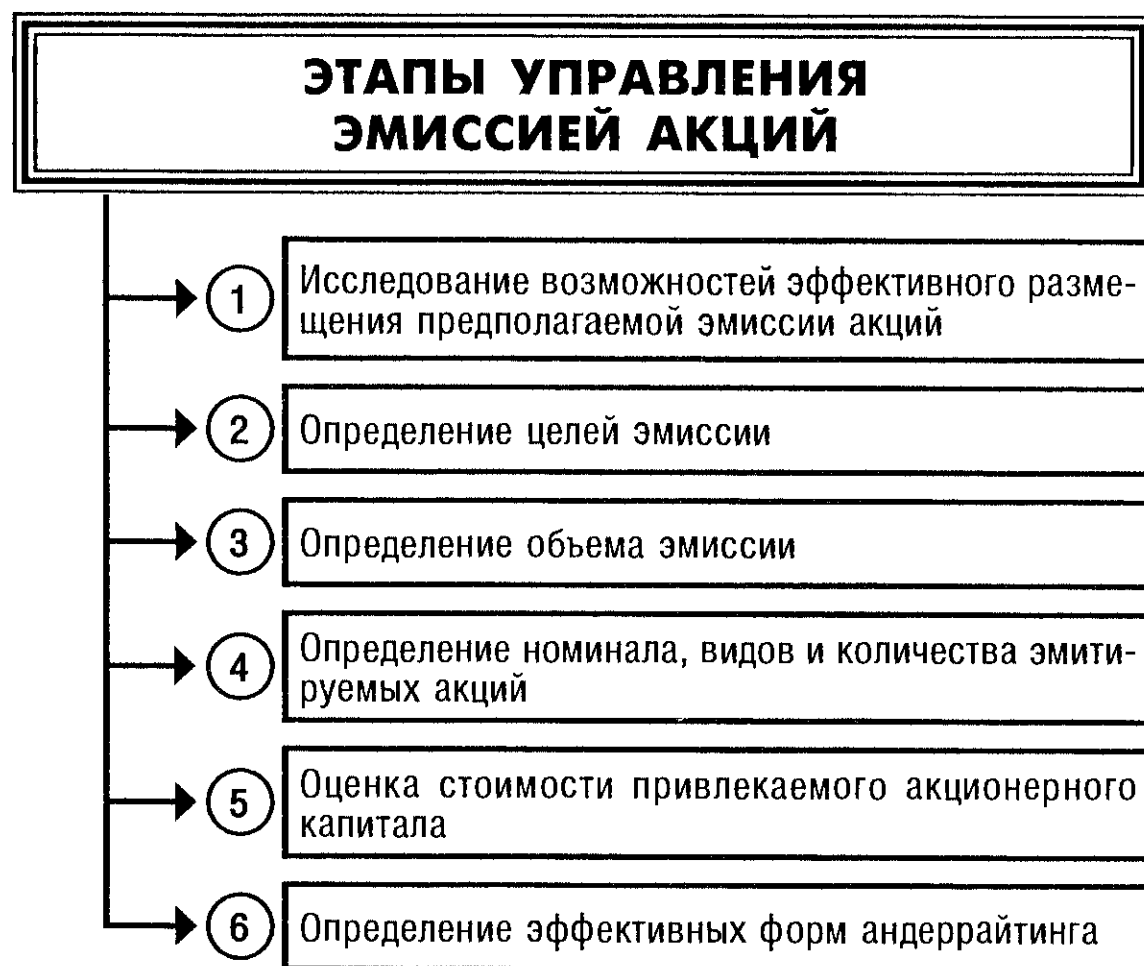 ЭТАПЫ УПРАВЛЕНИЯ
ЭМИССИЕЙ АКЦИЙ
1
Исследование возможностей эффективного разме-
щения предполагаемой эмиссии акций
2
Определение целей эмиссии
3
Определение объема эмиссии
4
Определение номинала, видов и количества эмити-
руемых акций
5
Оценка стоимости привлекаемого акционерного
капитала
6
Определение эффективных форм андеррайтинга